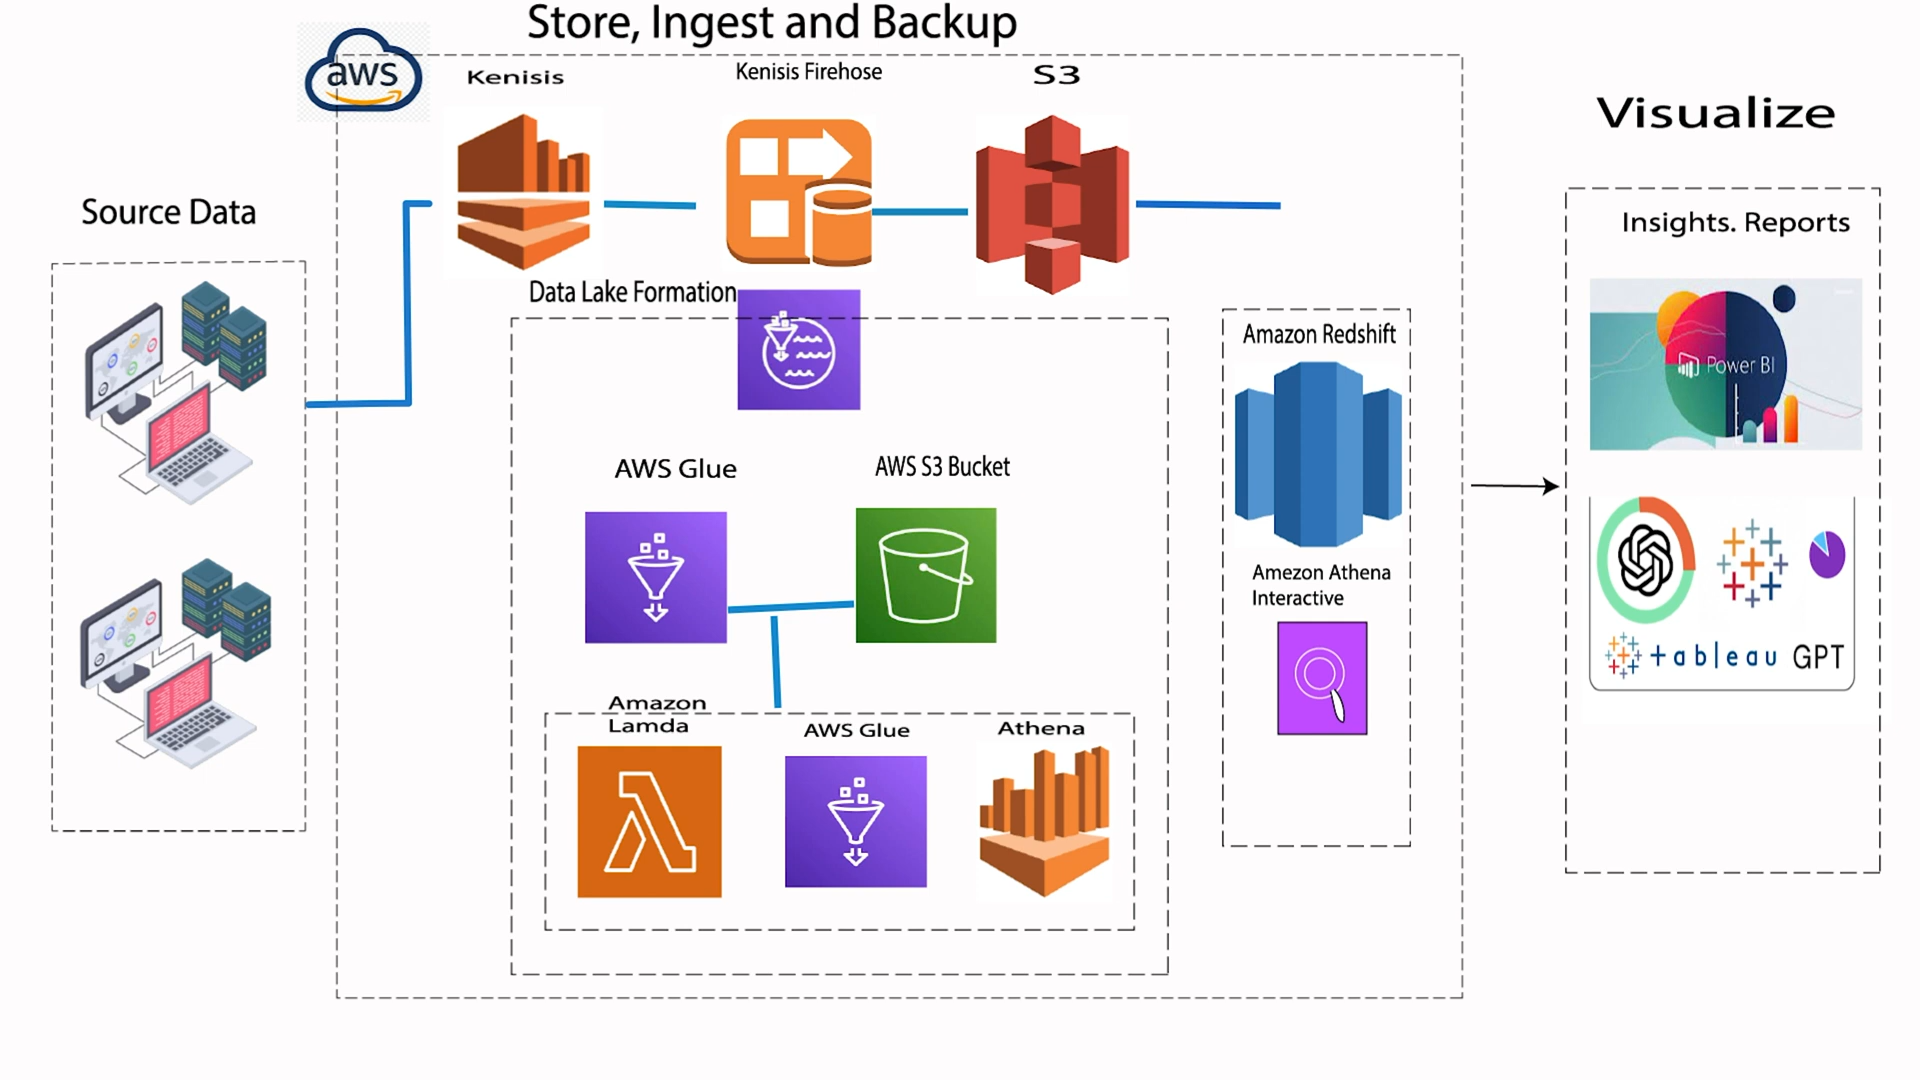 Store, Ingest and Backup
aws
Kenisis
Kenisis Firehose
S3
Visualize
Source Data
Insights. Reports
Data Lake Formation
Amazon Redshift
Power BI
AWS Glue
AWS S3 Bucket
Amezon Athena
Interactive
+ableau GPT
Amazon
Lamda
AWS Glue
Athena